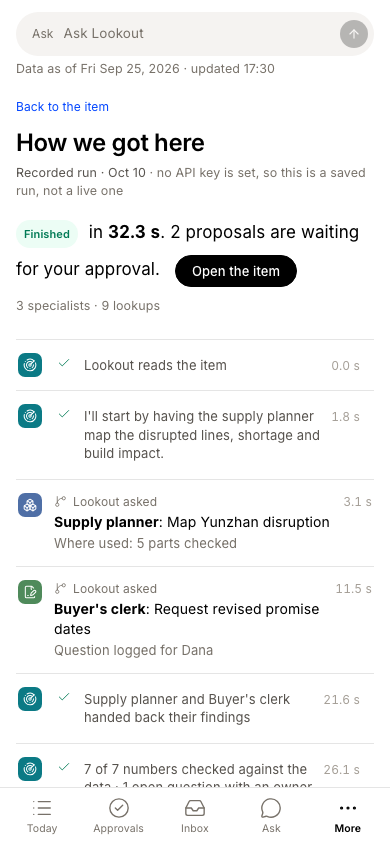 Ask Ask Lookout
Data as of Fri Sep 25, 2026 · updated 17:30
Back to the item
How we got here
Recorded run · Oct 10 · no API key is set, so this is a saved
run, not a live one
Finished in 32.3 s. 2 proposals are waiting
for your approval. Open the item
3 specialists · 9 lookups
Lookout reads the item 0.0 s
I'll start by having the supply planner 1.8 s
map the disrupted lines, shortage and
build impact.
Lookout asked 3.1 s
Supply planner: Map Yunzhan disruption
Where used: 5 parts checked
Lookout asked 11.5 s
Buyer's clerk: Request revised promise
dates
Question logged for Dana
Supply planner and Buyer's clerk 21.6 s
handed back their findings
7 of 7 numbers checked against the 26.1 s
data · 1 open question with an owner
Today Approvals Inbox Ask More